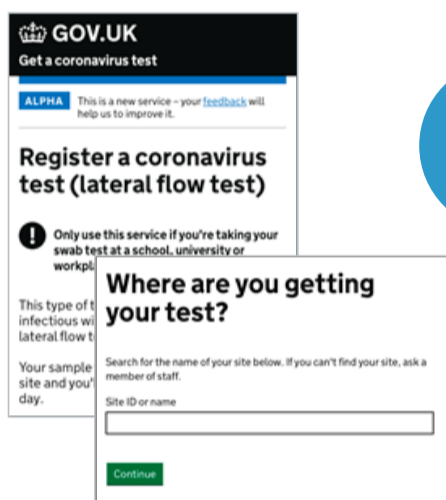 GOV.UK
Get a coronavirus test
ALPHA This is a new service – your feedback will
help us to improve it.
Register a coronavirus
test (lateral flow test)
! Only use this service if you're taking your
swab test at a school, university or
This type of
infectious
lateral flow
Your sample
site and
day.
Where are you getting
your test?
Search for the name of your site below. If you can't find your site, ask a
member of staff.
Site ID or name
Continue